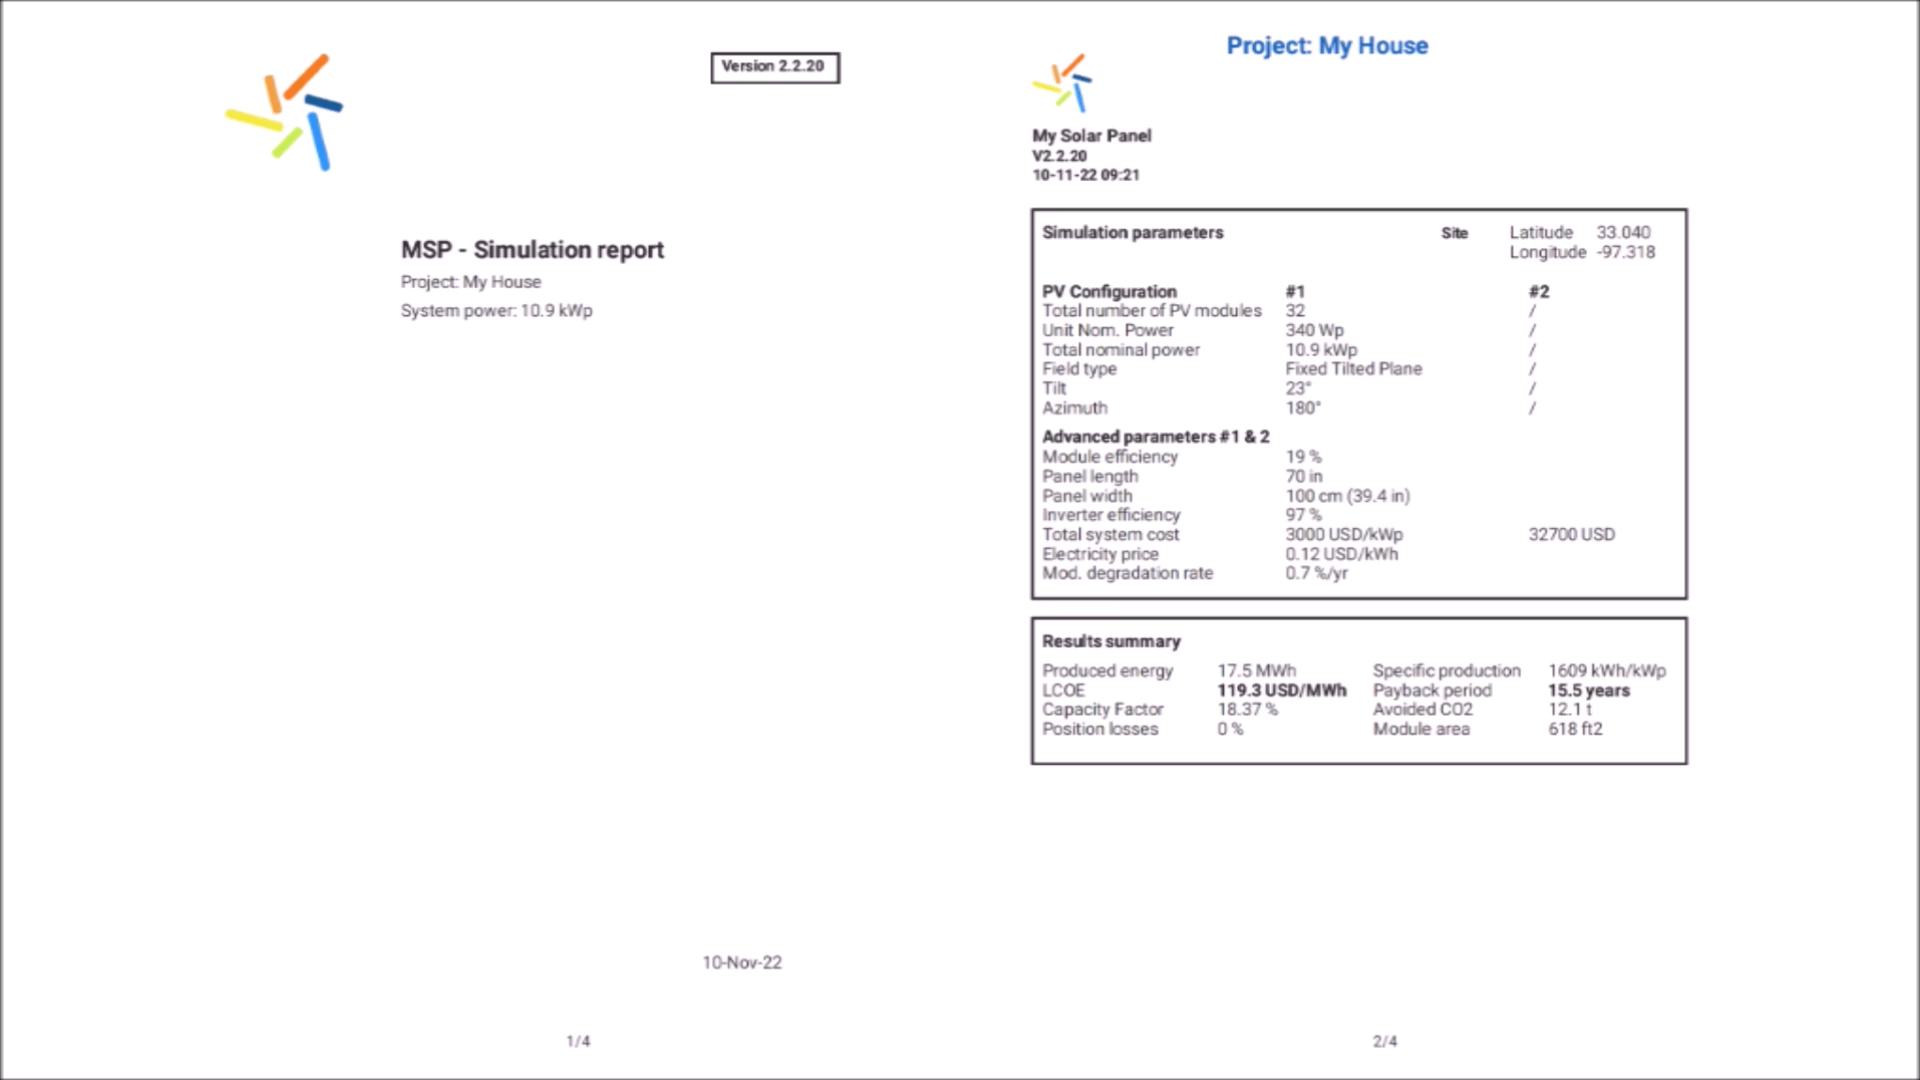 Version 2.2.20
MSP - Simulation report
Project: My House
System power: 10.9 kWp
10-Nov-22
1/4
Project: My House
My Solar Panel
V2.2.20
10-11-22 09:21
Simulation parameters Site Latitude 33.040
Longitude -97.318
PV Configuration #1 #2
Total number of PV modules 32 /
Unit Nom. Power 340 Wp /
Total nominal power 10.9 kWp /
Field type Fixed Tilted Plane /
Tilt 23° /
Azimuth 180° /
Advanced parameters #1 & 2
Module efficiency 19 %
Panel length 70 in
Panel width 100 cm (39.4 in)
Inverter efficiency 97 %
Total system cost 3000 USD/kWp 32700 USD
Electricity price 0.12 USD/kWh
Mod. degradation rate 0.7 %/yr
Results summary
Produced energy 17.5 MWh Specific production 1609 kWh/kWp
LCOE 119.3 USD/MWh Payback period 15.5 years
Capacity Factor 18.37 % Avoided CO2 12.1 t
Position losses 0 % Module area 618 ft2
2/4